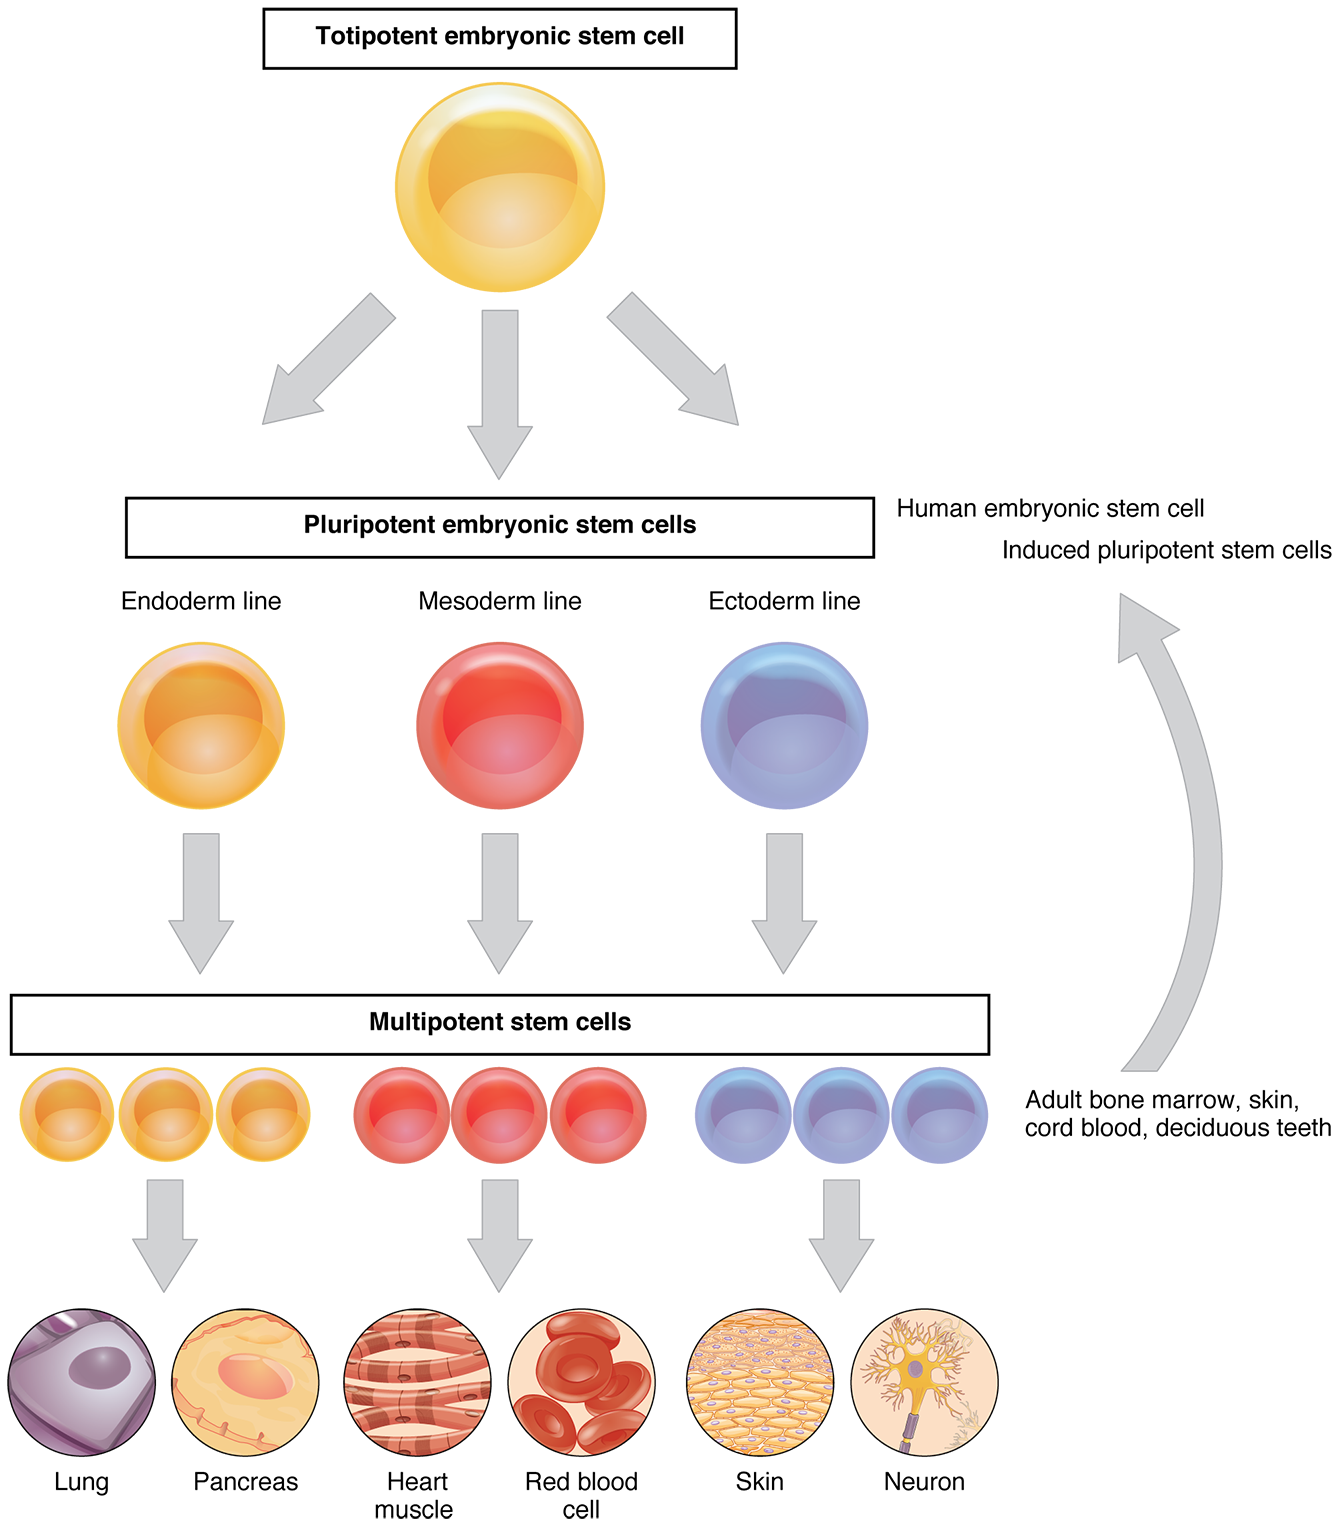 Totipotent embryonic stem cell
Pluripotent embryonic stem cells
Human embryonic stem cell
Induced pluripotent stem cells
Endoderm line
Mesoderm line
Ectoderm line
Multipotent stem cells
Adult bone marrow, skin,
cord blood, deciduous teeth
Lung
Pancreas
Heart
muscle
Red blood
cell
Skin
Neuron